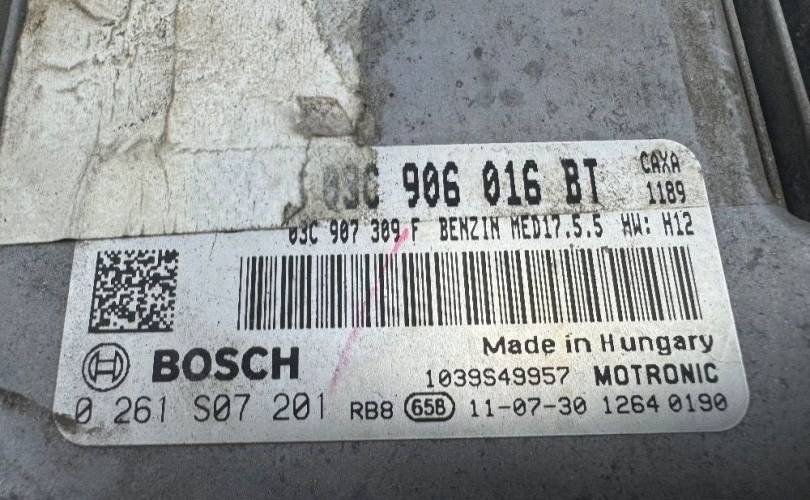 03C 906 016 BT CAXA
1189
03C 907 309 F BENZIN MED17.5.5 HW: H12
Made in Hungary
BOSCH 1039S49957 MOTRONIC
0 261 S07 201 RB8 65B 11-07-30 1264 0190